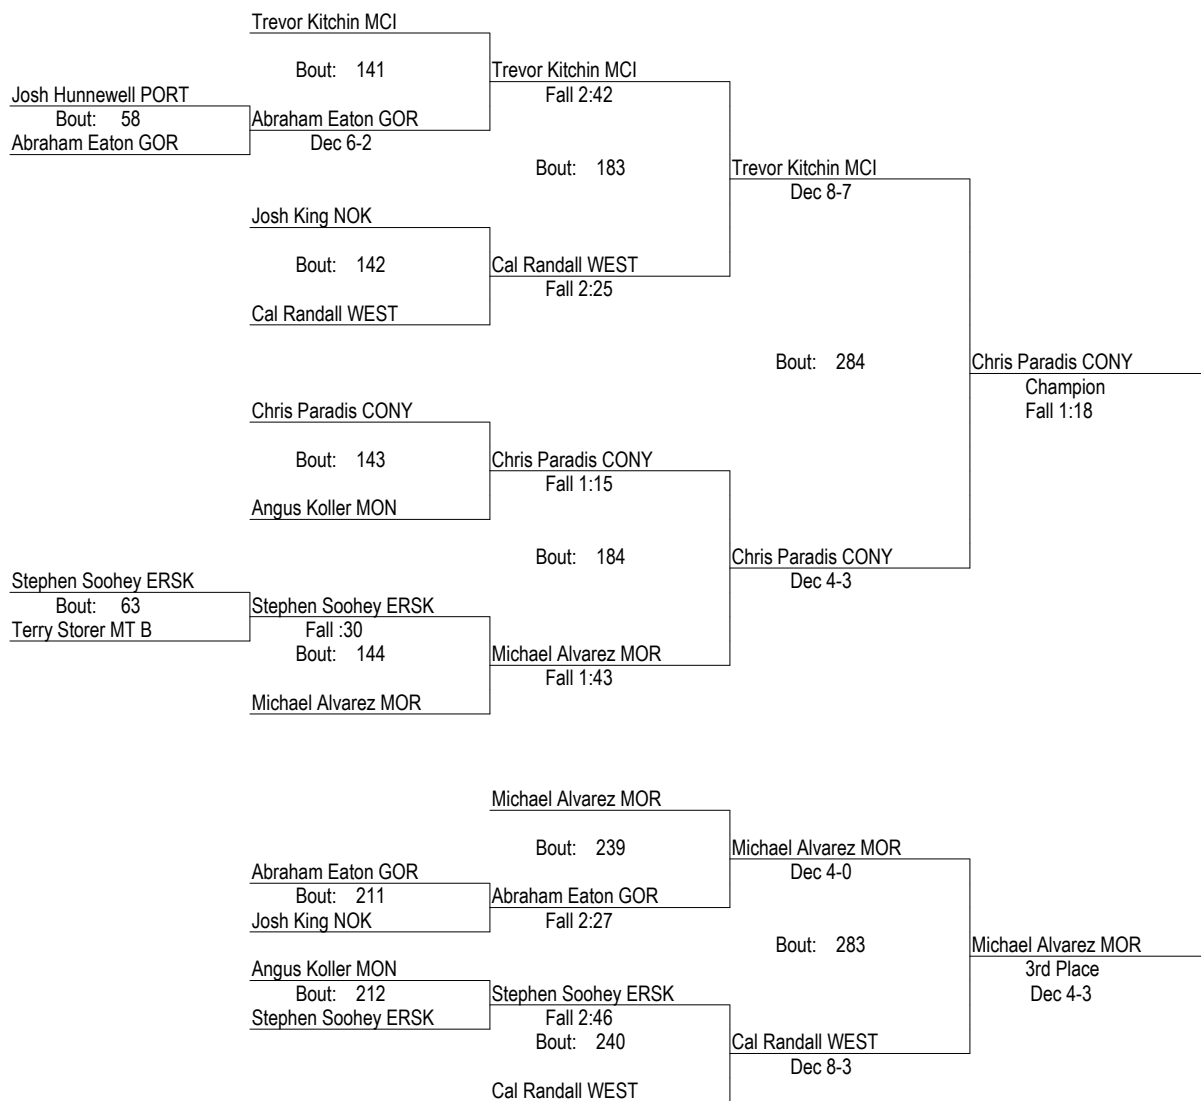 Trevor Kitchin MCI
Bout: 141
Trevor Kitchin MCI
Josh Hunnewell PORT
Fall 2:42
Bout: 58
Abraham Eaton GOR
Abraham Eaton GOR
Dec 6-2
Bout: 183
Trevor Kitchin MCI
Dec 8-7
Josh King NOK
Bout: 142
Cal Randall WEST
Fall 2:25
Cal Randall WEST
Bout: 284
Chris Paradis CONY
Champion
Fall 1:18
Chris Paradis CONY
Bout: 143
Chris Paradis CONY
Fall 1:15
Angus Koller MON
Bout: 184
Chris Paradis CONY
Dec 4-3
Stephen Soohey ERSK
Bout: 63
Stephen Soohey ERSK
Terry Storer MT B
Fall :30
Bout: 144
Michael Alvarez MOR
Fall 1:43
Michael Alvarez MOR
Michael Alvarez MOR
Bout: 239
Michael Alvarez MOR
Dec 4-0
Abraham Eaton GOR
Bout: 211
Abraham Eaton GOR
Josh King NOK
Fall 2:27
Bout: 283
Michael Alvarez MOR
3rd Place
Dec 4-3
Angus Koller MON
Bout: 212
Stephen Soohey ERSK
Stephen Soohey ERSK
Fall 2:46
Bout: 240
Cal Randall WEST
Dec 8-3
Cal Randall WEST